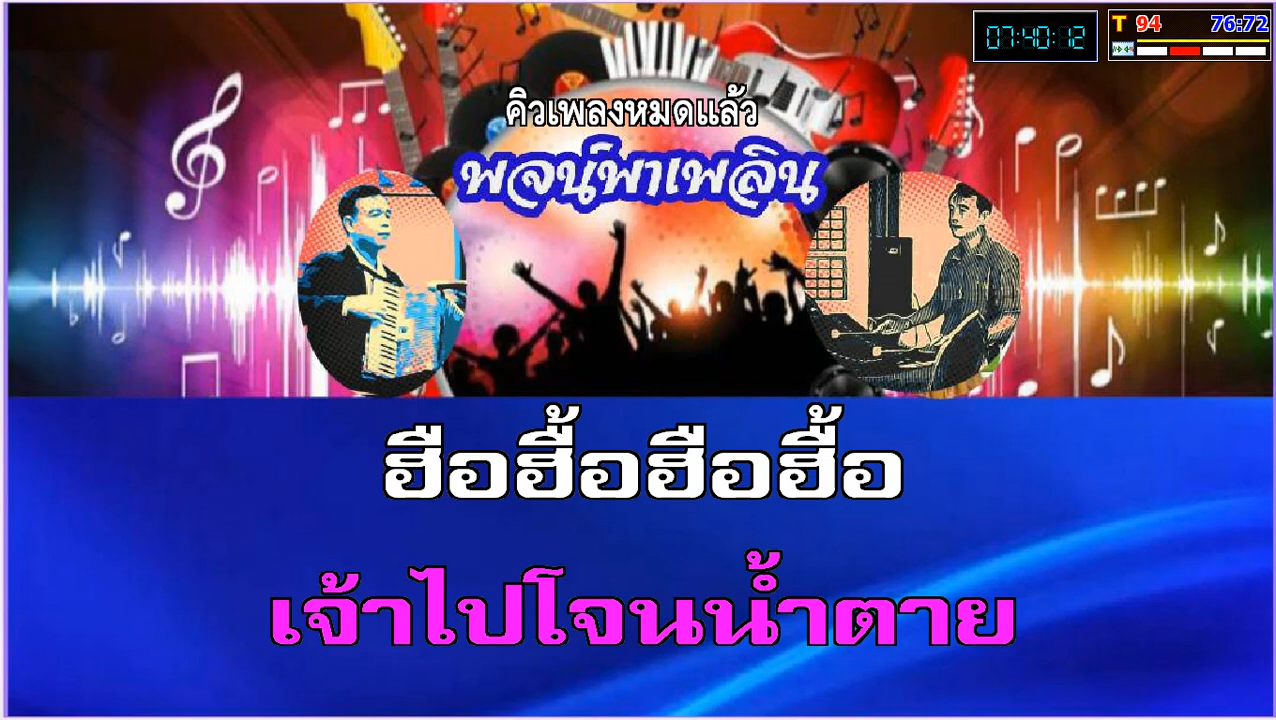 07:40:12
T 94 76:72
คิวเพลงหมดแล้ว
พจน์พาเพลิน
ฮือฮื้อฮือฮื้อ
เจ้าไปโจนน้ำตาย